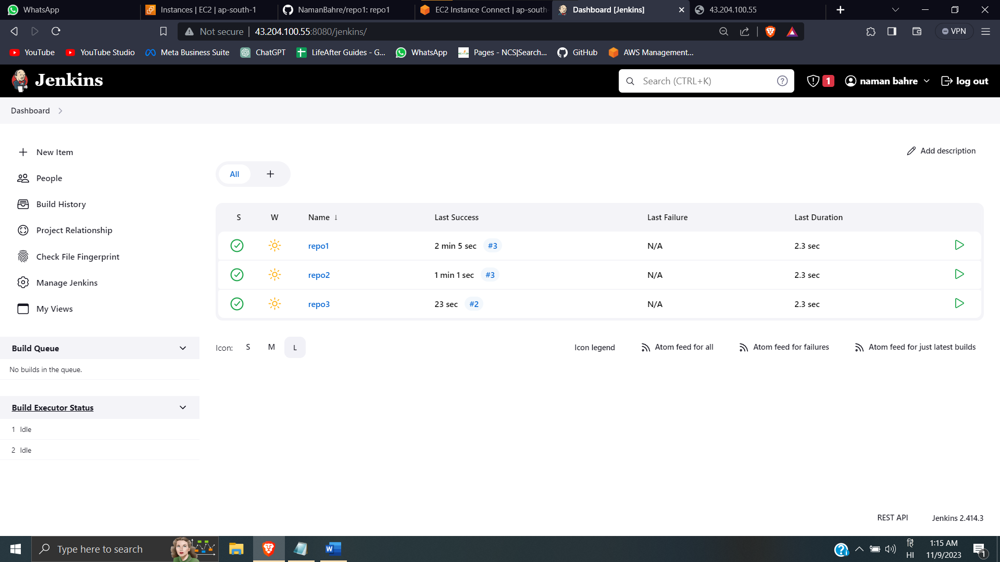 WhatsApp
Instances | EC2 | ap-south-1
NamanBahre/repo1: repo1
EC2 Instance Connect | ap-south-
Dashboard [Jenkins]
43.204.100.55
Not secure
43.204.100.55:8080/jenkins/
VPN
YouTube
YouTube Studio
Meta Business Suite
ChatGPT
LifeAfter Guides - G...
WhatsApp
Pages - NCS|Search...
GitHub
AWS Management...
Jenkins
Search (CTRL+K)
1
naman bahre
log out
Dashboard
New Item
People
Build History
Project Relationship
Check File Fingerprint
Manage Jenkins
My Views
Build Queue
No builds in the queue.
Build Executor Status
1 Idle
2 Idle
Add description
All
S W Name ↓ Last Success Last Failure Last Duration
repo1 2 min 5 sec #3 N/A 2.3 sec
repo2 1 min 1 sec #3 N/A 2.3 sec
repo3 23 sec #2 N/A 2.3 sec
Icon: S M L
Icon legend
Atom feed for all
Atom feed for failures
Atom feed for just latest builds
REST API
Jenkins 2.414.3
Type here to search
हि
HI
1:15 AM
11/9/2023
1